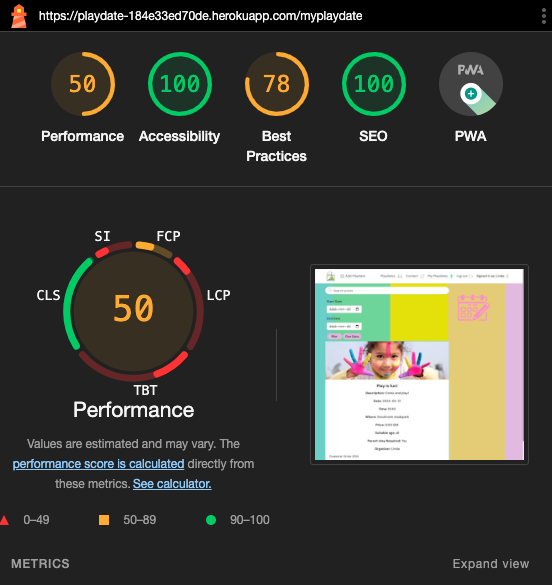 https://playdate-184e33ed70de.herokuapp.com/myplaydate
50 100 78 100 PWA
Performance Accessibility Best Practices SEO PWA
SI FCP
CLS LCP
50
TBT
Performance
Values are estimated and may vary. The
performance score is calculated directly from
these metrics. See calculator.
0–49 50–89 90–100
Play is fun!
METRICS Expand view